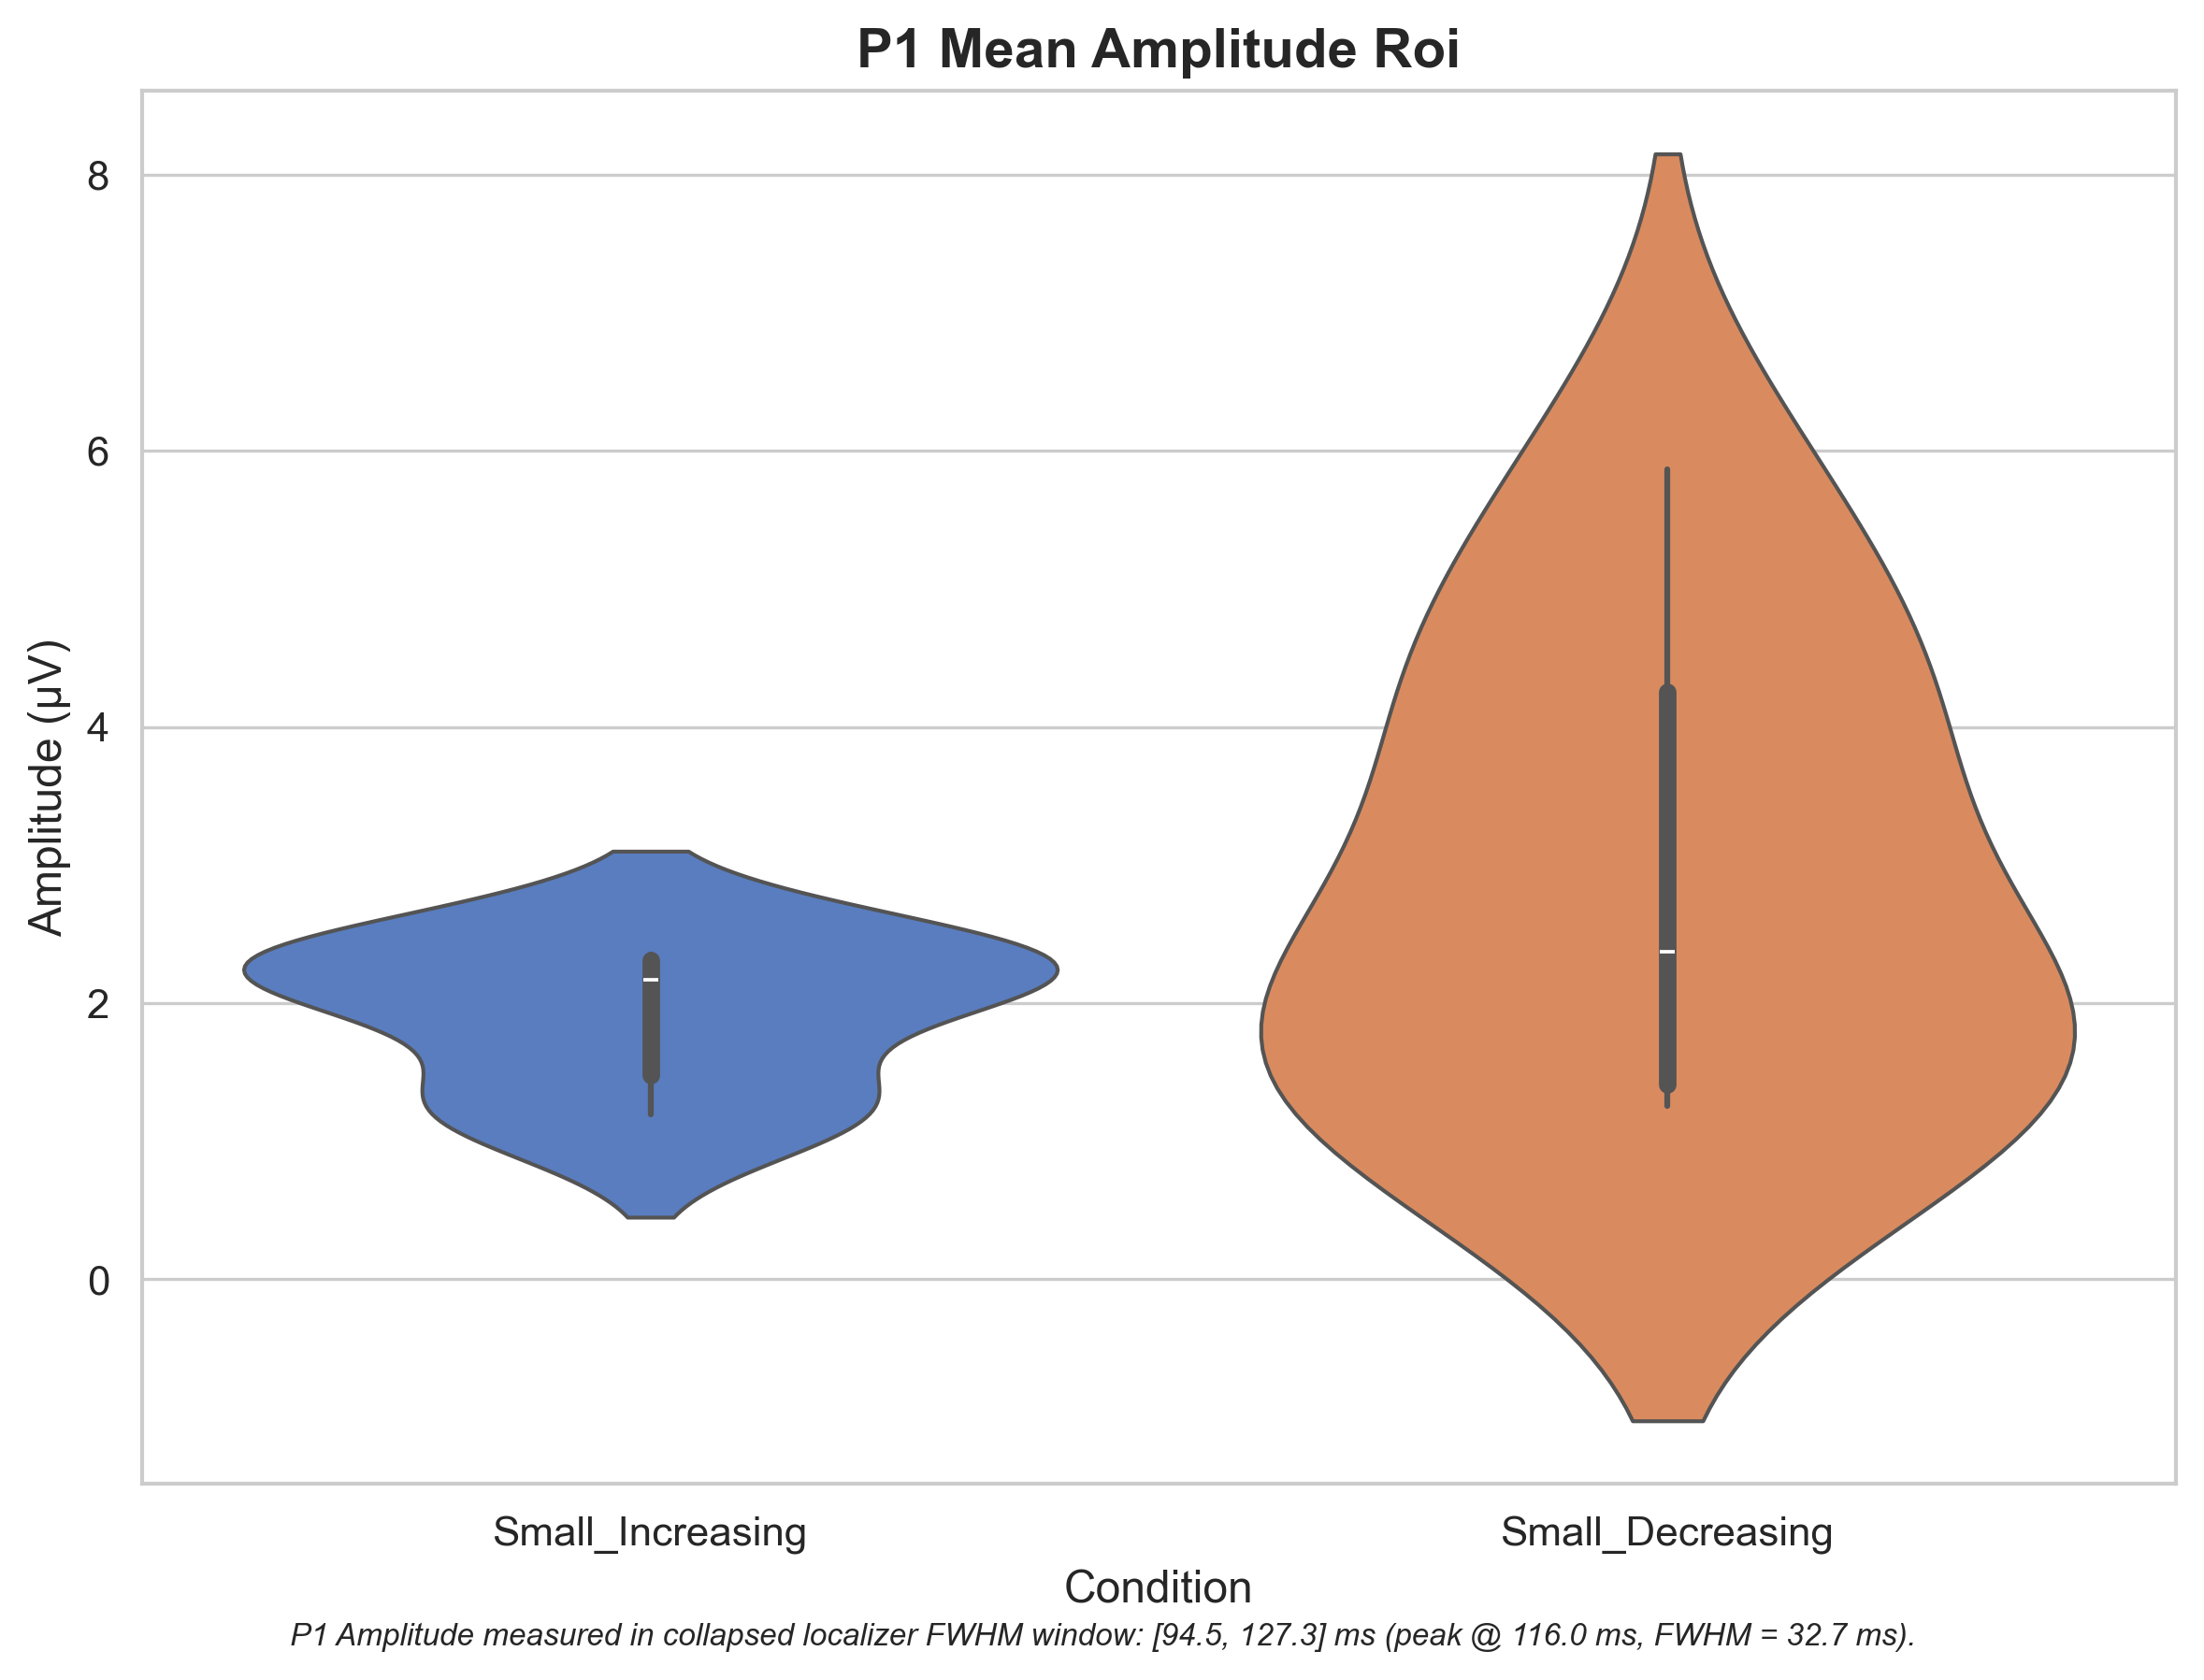 P1 Mean Amplitude Roi
Amplitude (µV)
8
6
4
2
0
Small_Increasing
Small_Decreasing
Condition
P1 Amplitude measured in collapsed localizer FWHM window: [94.5, 127.3] ms (peak @ 116.0 ms, FWHM = 32.7 ms).